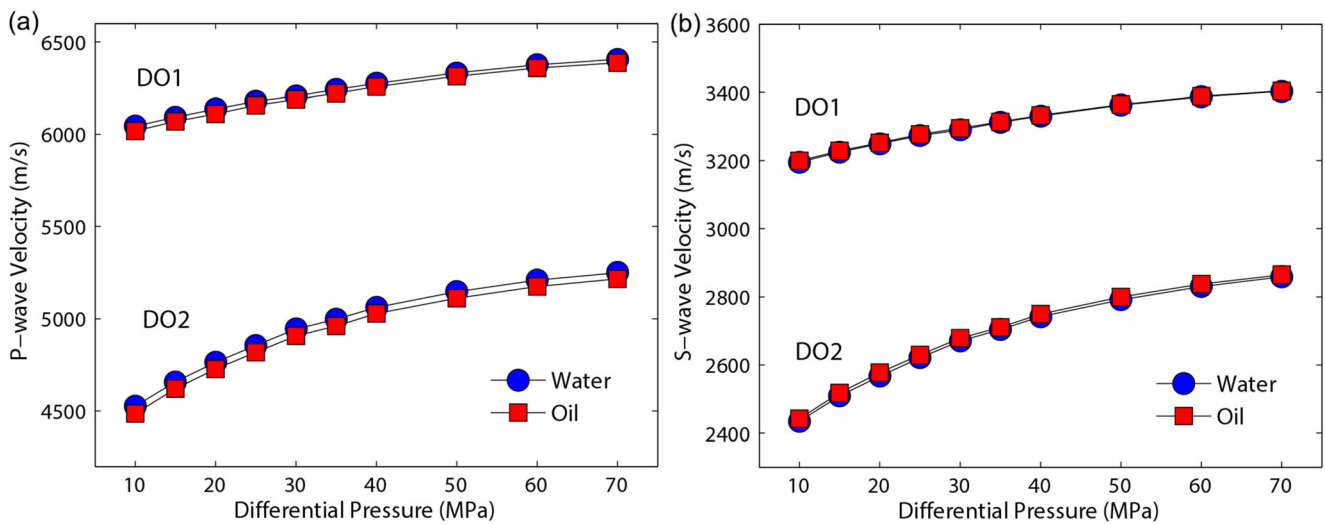 (a)
P-wave Velocity (m/s)
6500
6000
5500
5000
4500
DO1
DO2
Water
Oil
10 20 30 40 50 60 70
Differential Pressure (MPa)
(b)
S-wave Velocity (m/s)
3600
3400
3200
3000
2800
2600
2400
DO1
DO2
Water
Oil
10 20 30 40 50 60 70
Differential Pressure (MPa)